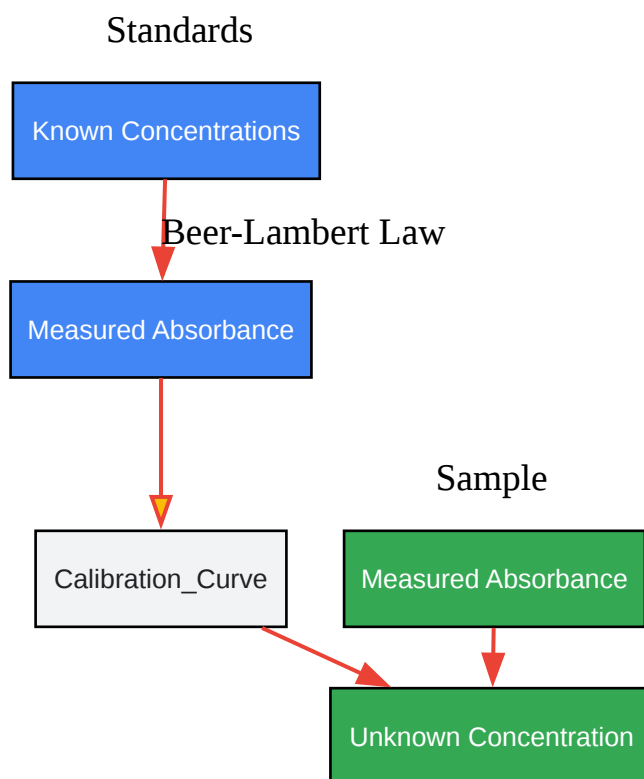 Standards
Known Concentrations
Beer-Lambert Law
Measured Absorbance
Sample
Calibration_Curve
Measured Absorbance
Unknown Concentration